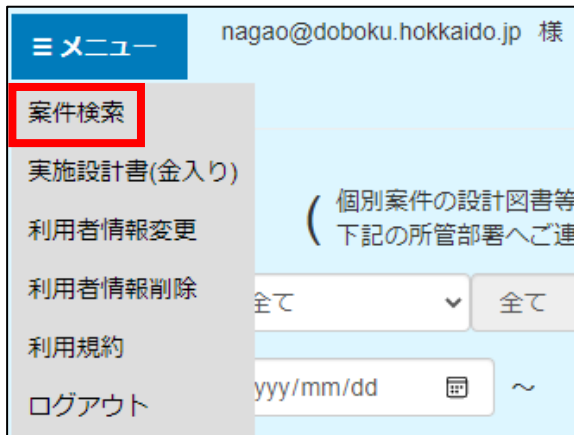 ≡ メニュー
nagao@doboku.hokkaido.jp 様
案件検索
実施設計書(金入り)
利用者情報変更
利用者情報削除
利用規約
ログアウト
( 個別案件の設計図書等
下記の所管部署へご連
全て
全て
yyy/mm/dd
～